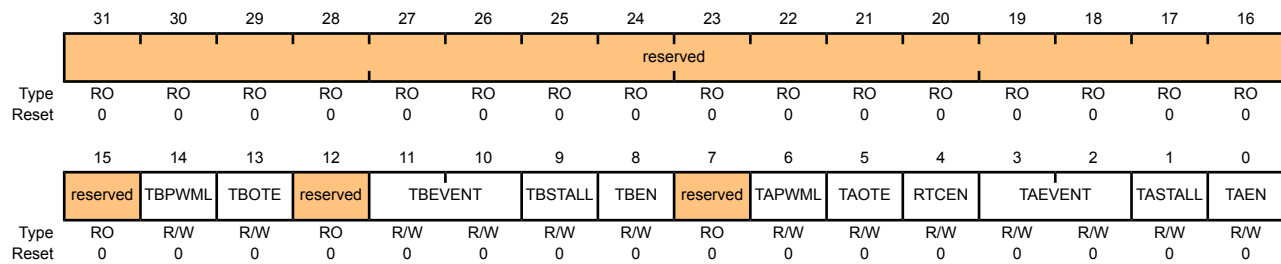 31 30 29 28 27 26 25 24 23 22 21 20 19 18 17 16
reserved
Type RO RO RO RO RO RO RO RO RO RO RO RO RO RO RO RO
Reset 0 0 0 0 0 0 0 0 0 0 0 0 0 0 0 0
15 14 13 12 11 10 9 8 7 6 5 4 3 2 1 0
reserved TBPWML TBOTE reserved TBEVENT TBSTALL TBEN reserved TAPWML TAOTE RTCEN TAEVENT TASTALL TAEN
Type RO R/W R/W RO R/W R/W R/W R/W RO R/W R/W R/W R/W R/W R/W R/W
Reset 0 0 0 0 0 0 0 0 0 0 0 0 0 0 0 0